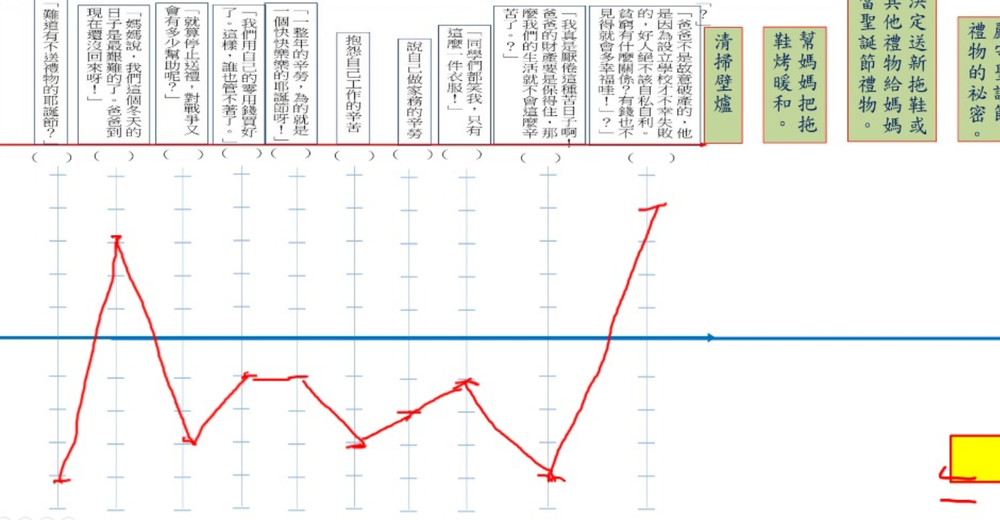 「難道有不送禮物的耶誕節？」
「媽媽說，我們這個冬天的
日子是最艱難的了。爸爸到
現在還沒回來呀！」
「就算停止送禮，對戰爭又
會有多少幫助呢？」
「我們用自己的零用錢買好
了。這樣，誰也管不著了。」
「一整年的辛勞，為的就是
一個快快樂樂的耶誕節呀！」
抱怨自己工作的辛苦
說自己做家務的辛勞
「同學們都笑我，只有
這麼一件衣服！」
「我真是厭倦這種苦日子啊！
爸爸的財產要是保得住，那
麼我們的生活就不會這麼辛
苦了。？」
「？」
「爸爸不是故意破產的，他
是因為設立學校才不幸失敗
的，好人絕不該自私自利。
貧窮有什麼關係？有錢也不
見得就會多幸福哇！」？
清掃壁爐
幫媽媽把拖
鞋烤暖和。
決定送新拖鞋或
其他禮物給媽媽
當聖誕節禮物。
禮物的祕密。
( ) ( ) ( ) ( ) ( ) ( ) ( ) ( ) ( ) ( )